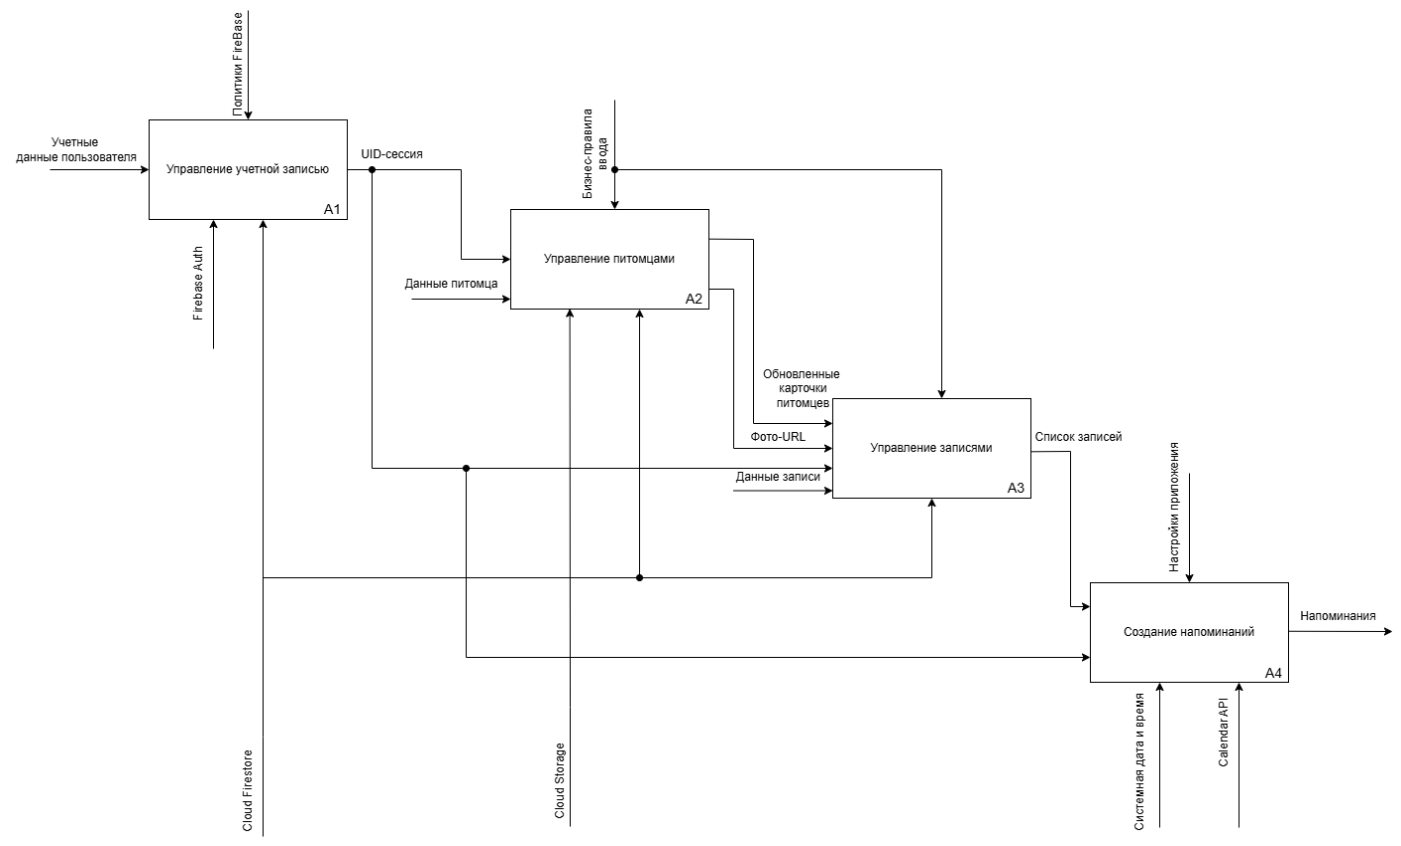 Политики FireBase
Учетные
данные пользователя
Управление учетной записью
A1
UID-сессия
Firebase Auth
Бизнес-правила
ввода
Управление питомцами
A2
Данные питомца
Обновленные
карточки
питомцев
Фото-URL
Данные записи
Управление записями
A3
Список записей
Настройки приложения
Создание напоминаний
A4
Напоминания
Cloud Firestore
Cloud Storage
Системная дата и время
Calendar API